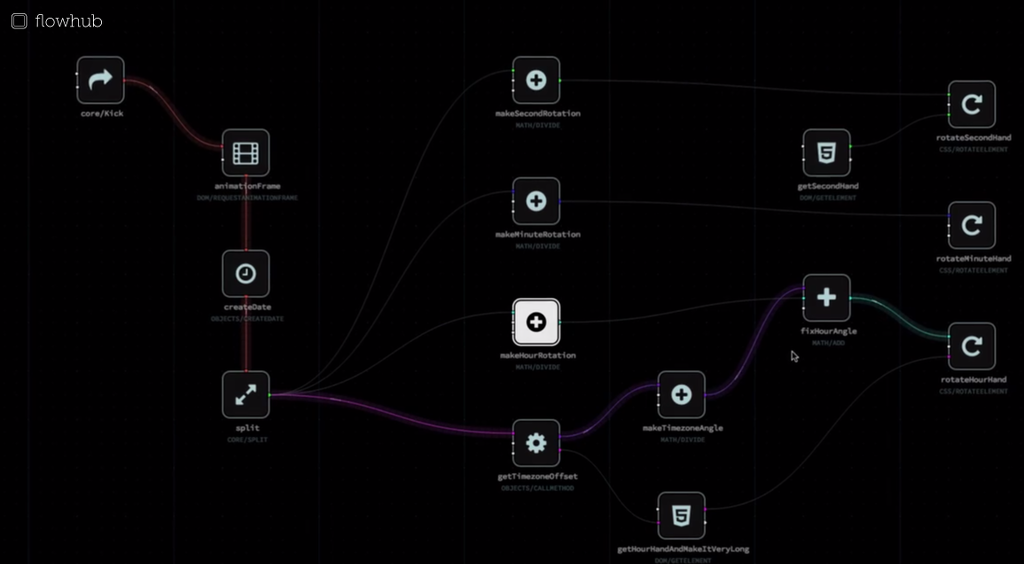 flowhub
core/Kick
animationFrame
DOM/REQUESTANIMATIONFRAME
createDate
OBJECTS/CREATEDATE
split
CORE/SPLIT
makeSecondRotation
MATH/DIVIDE
makeMinuteRotation
MATH/DIVIDE
makeHourRotation
MATH/DIVIDE
getTimezoneOffset
OBJECTS/CALLMETHOD
makeTimezoneAngle
MATH/DIVIDE
getHourHandAndMakeItVeryLong
DOM/GETELEMENT
getSecondHand
DOM/GETELEMENT
fixHourAngle
MATH/ADD
rotateSecondHand
CSS/ROTATEELEMENT
rotateMinuteHand
CSS/ROTATEELEMENT
rotateHourHand
CSS/ROTATEELEMENT